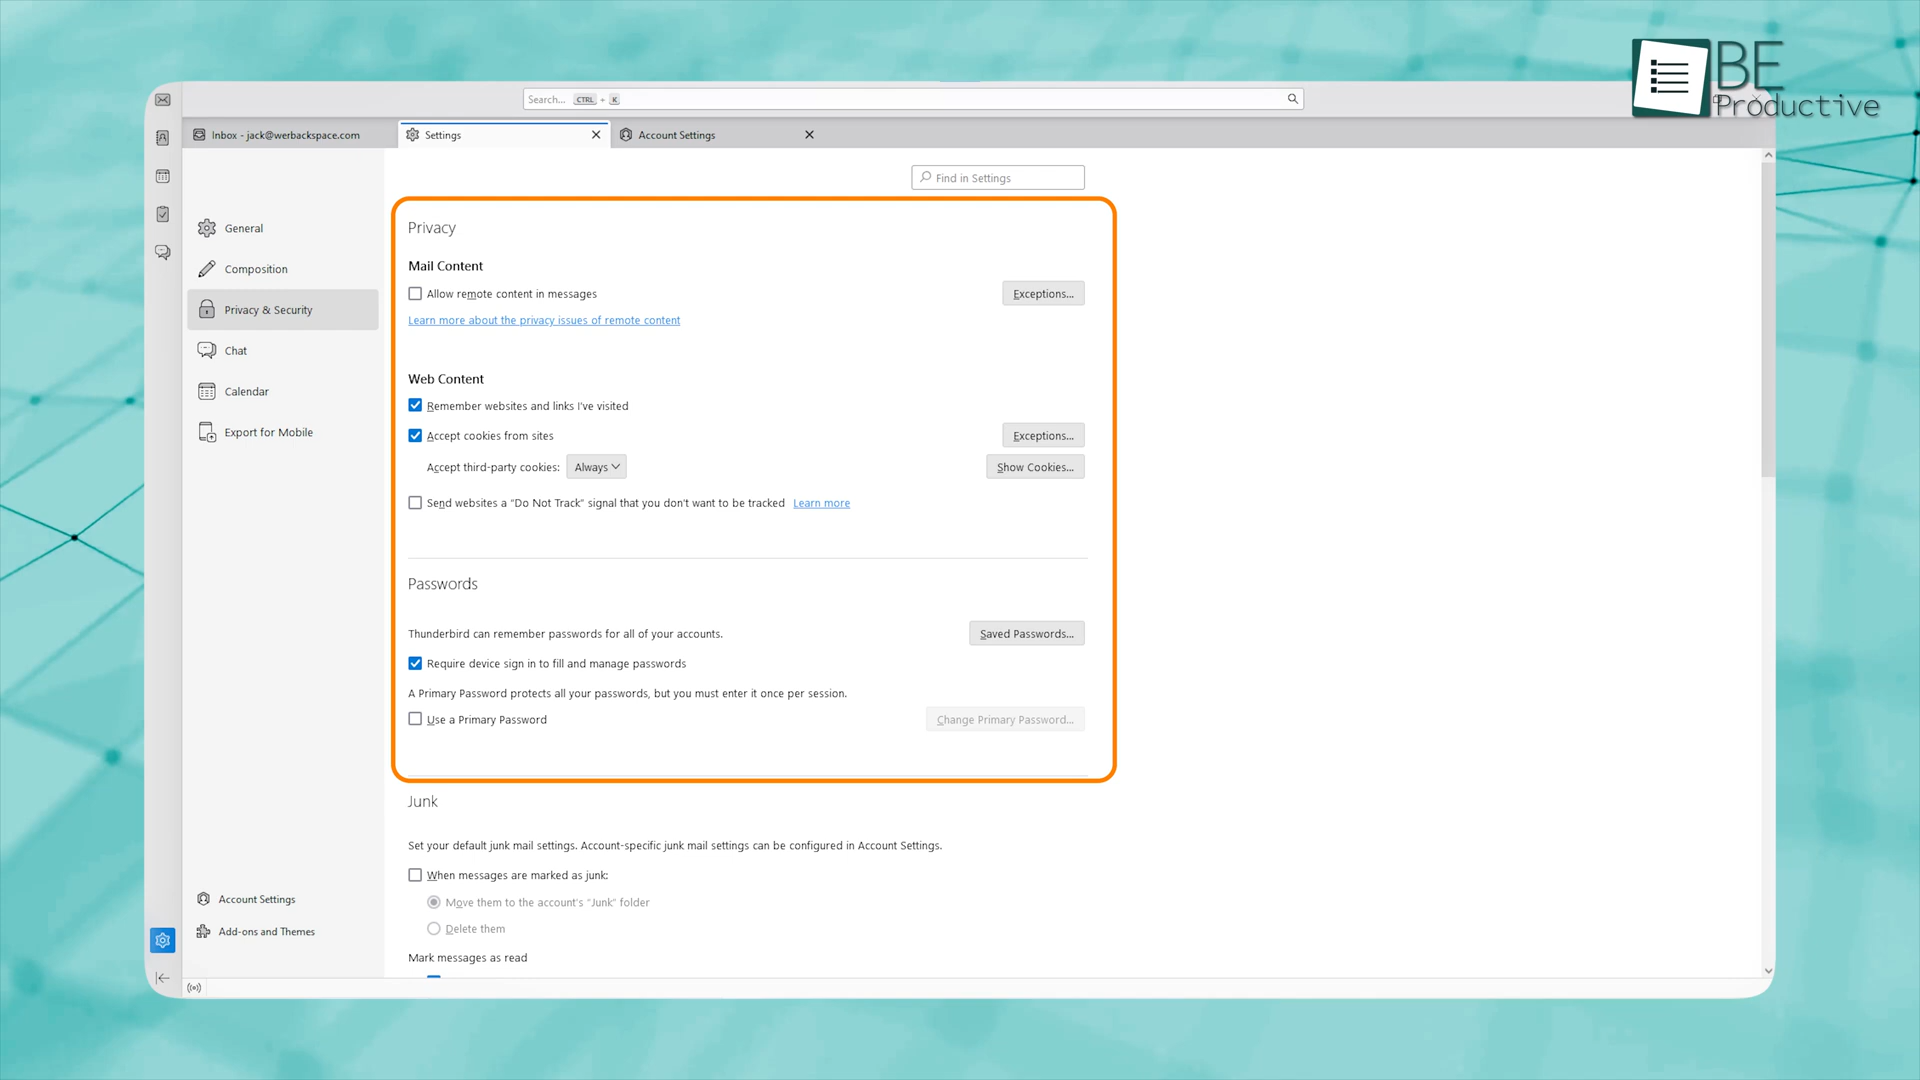 BE
Productive
Search... CTRL + K
Inbox - jack@werbackspace.com
Settings
Account Settings
Find in Settings
General
Composition
Privacy & Security
Chat
Calendar
Export for Mobile
Account Settings
Add-ons and Themes
Privacy
Mail Content
Allow remote content in messages
Exceptions...
Learn more about the privacy issues of remote content
Web Content
Remember websites and links I've visited
Accept cookies from sites
Exceptions...
Accept third-party cookies: Always
Show Cookies...
Send websites a "Do Not Track" signal that you don't want to be tracked Learn more
Passwords
Thunderbird can remember passwords for all of your accounts.
Saved Passwords...
Require device sign in to fill and manage passwords
A Primary Password protects all your passwords, but you must enter it once per session.
Use a Primary Password
Change Primary Password...
Junk
Set your default junk mail settings. Account-specific junk mail settings can be configured in Account Settings.
When messages are marked as junk:
Move them to the account's "Junk" folder
Delete them
Mark messages as read